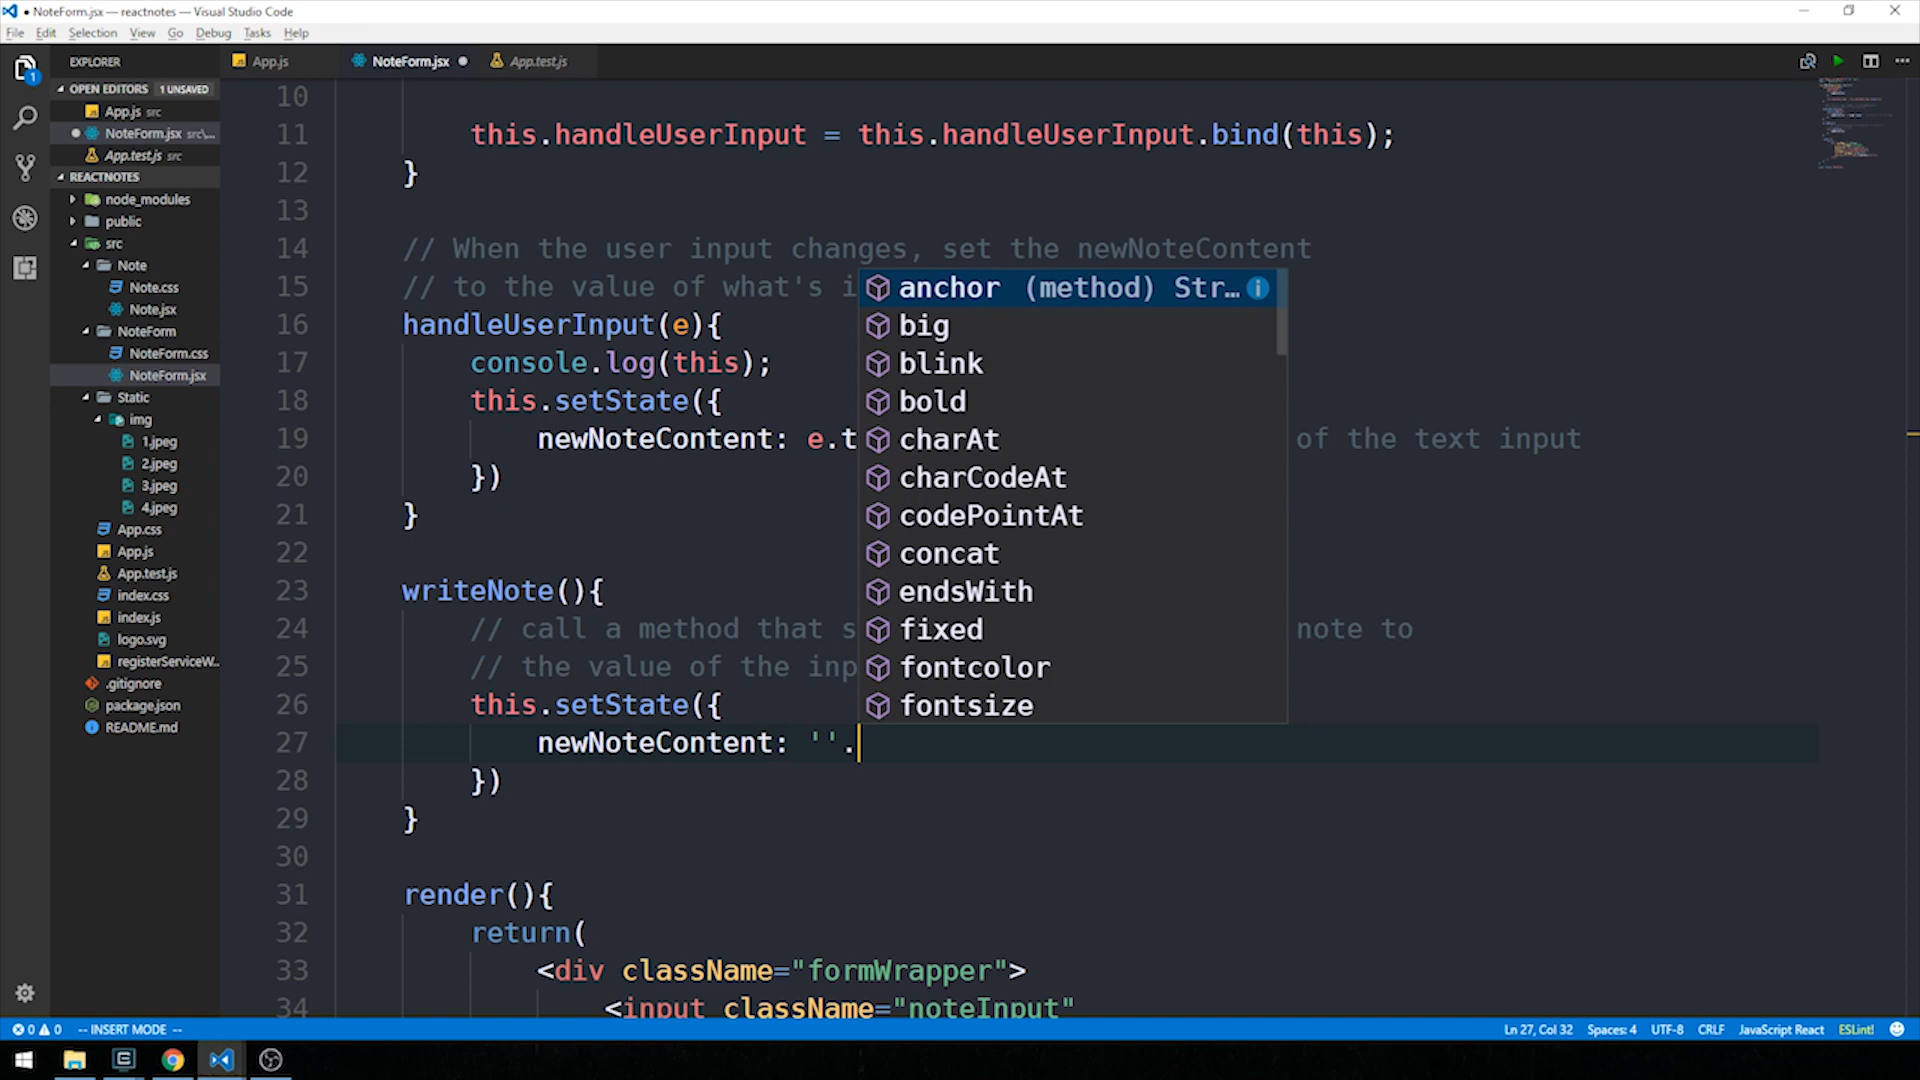 NoteForm.jsx — reactnotes — Visual Studio Code
File Edit Selection View Go Debug Tasks Help
EXPLORER
OPEN EDITORS 1 UNSAVED
App.js src
NoteForm.jsx src\...
App.test.js src
REACTNOTES
node_modules
public
src
Note
Note.css
Note.jsx
NoteForm
NoteForm.css
NoteForm.jsx
Static
img
1.jpeg
2.jpeg
3.jpeg
4.jpeg
App.css
App.js
App.test.js
index.css
index.js
logo.svg
registerServiceW...
.gitignore
package.json
README.md
1
App.js NoteForm.jsx App.test.js
10
11 this.handleUserInput = this.handleUserInput.bind(this);
12 }
13
14 // When the user input changes, set the newNoteContent
15 // to the value of what's i
16 handleUserInput(e){
17 console.log(this);
18 this.setState({
19 newNoteContent: e.t of the text input
20 })
21 }
22
23 writeNote(){
24 // call a method that s note to
25 // the value of the inp
26 this.setState({
27 newNoteContent: ''.
28 })
29 }
30
31 render(){
32 return(
33 <div className="formWrapper">
34 <input className="noteInput"
anchor (method) Str...
big
blink
bold
charAt
charCodeAt
codePointAt
concat
endsWith
fixed
fontcolor
fontsize
0 0 -- INSERT MODE -- Ln 27, Col 32 Spaces: 4 UTF-8 CRLF JavaScript React ESLint!